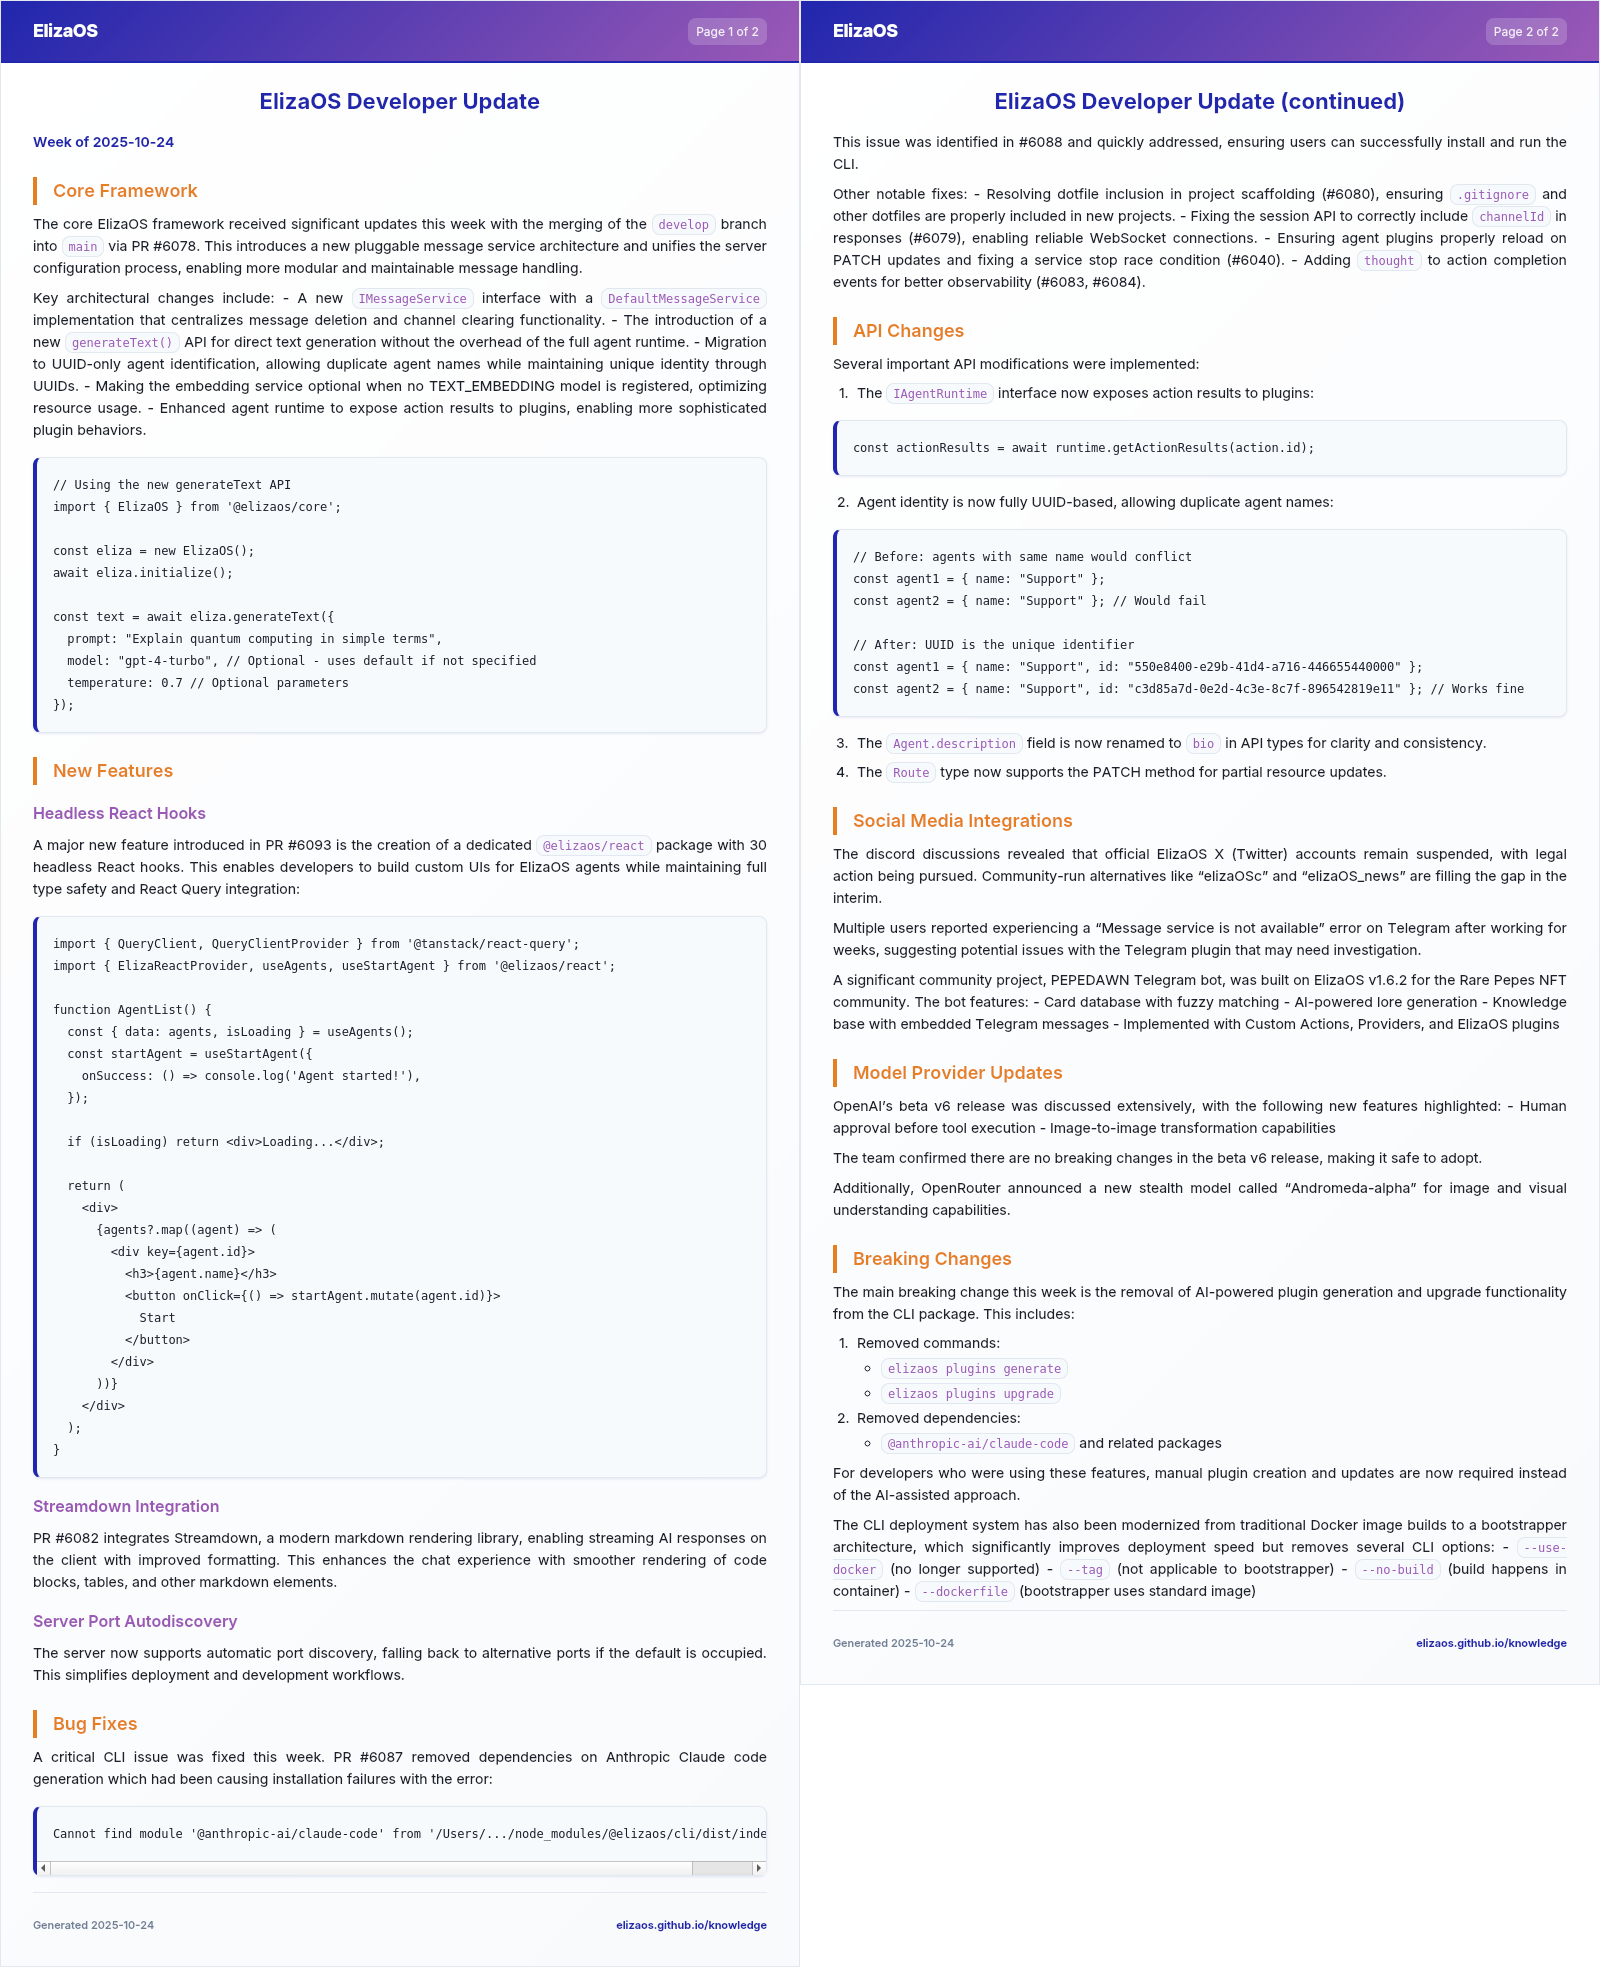 ElizaOS
Page 1 of 2
ElizaOS Developer Update
Week of 2025-10-24
Core Framework
The core ElizaOS framework received significant updates this week with the merging of the develop branch
into main via PR #6078. This introduces a new pluggable message service architecture and unifies the server
configuration process, enabling more modular and maintainable message handling.
Key architectural changes include: - A new IMessageService interface with a DefaultMessageService
implementation that centralizes message deletion and channel clearing functionality. - The introduction of a
new generateText() API for direct text generation without the overhead of the full agent runtime. - Migration
to UUID-only agent identification, allowing duplicate agent names while maintaining unique identity through
UUIDs. - Making the embedding service optional when no TEXT_EMBEDDING model is registered, optimizing
resource usage. - Enhanced agent runtime to expose action results to plugins, enabling more sophisticated
plugin behaviors.
// Using the new generateText API
import { ElizaOS } from '@elizaos/core';
const eliza = new ElizaOS();
await eliza.initialize();
const text = await eliza.generateText({
  prompt: "Explain quantum computing in simple terms",
  model: "gpt-4-turbo", // Optional - uses default if not specified
  temperature: 0.7 // Optional parameters
});
New Features
Headless React Hooks
A major new feature introduced in PR #6093 is the creation of a dedicated @elizaos/react package with 30
headless React hooks. This enables developers to build custom UIs for ElizaOS agents while maintaining full
type safety and React Query integration:
import { QueryClient, QueryClientProvider } from '@tanstack/react-query';
import { ElizaReactProvider, useAgents, useStartAgent } from '@elizaos/react';
function AgentList() {
  const { data: agents, isLoading } = useAgents();
  const startAgent = useStartAgent({
    onSuccess: () => console.log('Agent started!'),
  });
  if (isLoading) return <div>Loading...</div>;
  return (
    <div>
      {agents?.map((agent) => (
        <div key={agent.id}>
          <h3>{agent.name}</h3>
          <button onClick={() => startAgent.mutate(agent.id)}>
            Start
          </button>
        </div>
      ))}
    </div>
  );
}
Streamdown Integration
PR #6082 integrates Streamdown, a modern markdown rendering library, enabling streaming AI responses on
the client with improved formatting. This enhances the chat experience with smoother rendering of code
blocks, tables, and other markdown elements.
Server Port Autodiscovery
The server now supports automatic port discovery, falling back to alternative ports if the default is occupied.
This simplifies deployment and development workflows.
Bug Fixes
A critical CLI issue was fixed this week. PR #6087 removed dependencies on Anthropic Claude code
generation which had been causing installation failures with the error:
Cannot find module '@anthropic-ai/claude-code' from '/Users/.../node_modules/@elizaos/cli/dist/inde
Generated 2025-10-24
elizaos.github.io/knowledge
ElizaOS
Page 2 of 2
ElizaOS Developer Update (continued)
This issue was identified in #6088 and quickly addressed, ensuring users can successfully install and run the
CLI.
Other notable fixes: - Resolving dotfile inclusion in project scaffolding (#6080), ensuring .gitignore and
other dotfiles are properly included in new projects. - Fixing the session API to correctly include channelId in
responses (#6079), enabling reliable WebSocket connections. - Ensuring agent plugins properly reload on
PATCH updates and fixing a service stop race condition (#6040). - Adding thought to action completion
events for better observability (#6083, #6084).
API Changes
Several important API modifications were implemented:
1. The IAgentRuntime interface now exposes action results to plugins:
const actionResults = await runtime.getActionResults(action.id);
2. Agent identity is now fully UUID-based, allowing duplicate agent names:
// Before: agents with same name would conflict
const agent1 = { name: "Support" };
const agent2 = { name: "Support" }; // Would fail
// After: UUID is the unique identifier
const agent1 = { name: "Support", id: "550e8400-e29b-41d4-a716-446655440000" };
const agent2 = { name: "Support", id: "c3d85a7d-0e2d-4c3e-8c7f-896542819e11" }; // Works fine
3. The Agent.description field is now renamed to bio in API types for clarity and consistency.
4. The Route type now supports the PATCH method for partial resource updates.
Social Media Integrations
The discord discussions revealed that official ElizaOS X (Twitter) accounts remain suspended, with legal
action being pursued. Community-run alternatives like “elizaOSc” and “elizaOS_news” are filling the gap in the
interim.
Multiple users reported experiencing a “Message service is not available” error on Telegram after working for
weeks, suggesting potential issues with the Telegram plugin that may need investigation.
A significant community project, PEPEDAWN Telegram bot, was built on ElizaOS v1.6.2 for the Rare Pepes NFT
community. The bot features: - Card database with fuzzy matching - AI-powered lore generation - Knowledge
base with embedded Telegram messages - Implemented with Custom Actions, Providers, and ElizaOS plugins
Model Provider Updates
OpenAI’s beta v6 release was discussed extensively, with the following new features highlighted: - Human
approval before tool execution - Image-to-image transformation capabilities
The team confirmed there are no breaking changes in the beta v6 release, making it safe to adopt.
Additionally, OpenRouter announced a new stealth model called “Andromeda-alpha” for image and visual
understanding capabilities.
Breaking Changes
The main breaking change this week is the removal of AI-powered plugin generation and upgrade functionality
from the CLI package. This includes:
1. Removed commands:
◦ elizaos plugins generate
◦ elizaos plugins upgrade
2. Removed dependencies:
◦ @anthropic-ai/claude-code and related packages
For developers who were using these features, manual plugin creation and updates are now required instead
of the AI-assisted approach.
The CLI deployment system has also been modernized from traditional Docker image builds to a bootstrapper
architecture, which significantly improves deployment speed but removes several CLI options: - --use-
docker (no longer supported) - --tag (not applicable to bootstrapper) - --no-build (build happens in
container) - --dockerfile (bootstrapper uses standard image)
Generated 2025-10-24
elizaos.github.io/knowledge